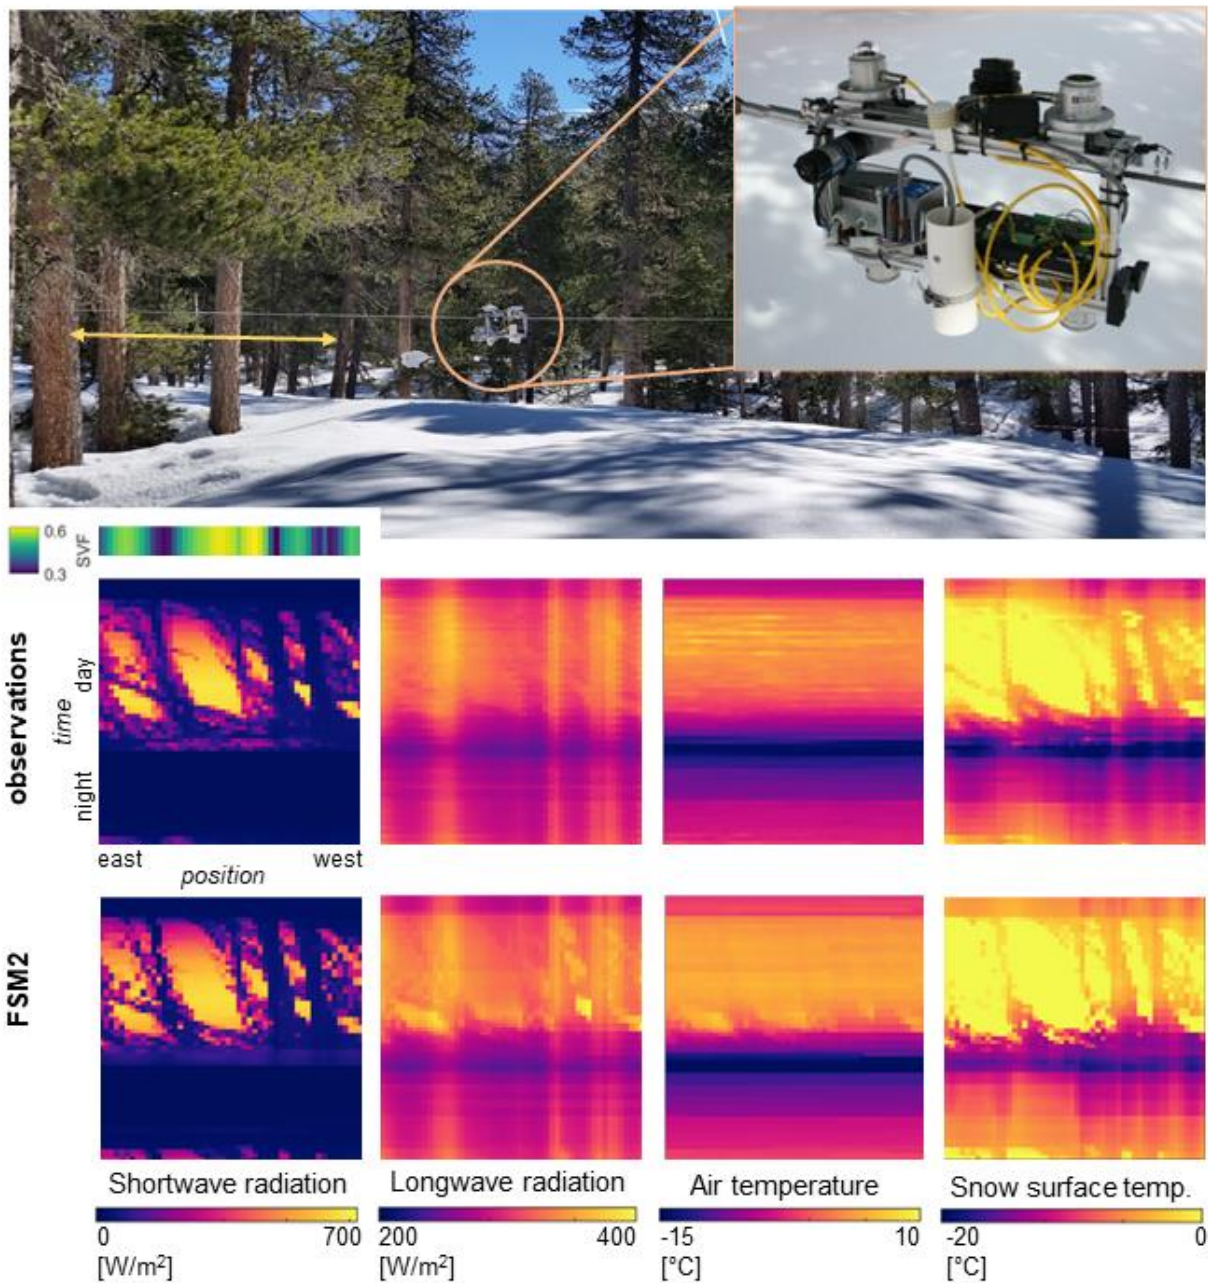 0.6
0.3
SVF
observations
time
day
night
east
west
position
FSM2
Shortwave radiation
Longwave radiation
Air temperature
Snow surface temp.
0
700
200
400
-15
10
-20
0
[W/m²]
[W/m²]
[°C]
[°C]